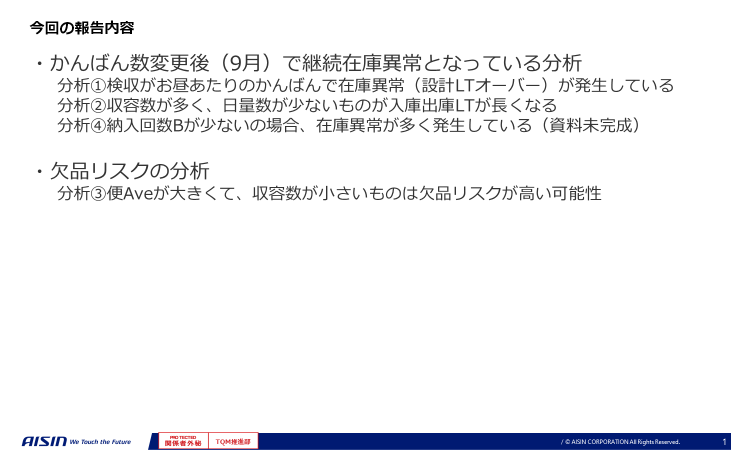 今回の報告内容
・かんばん数変更後（9月）で継続在庫異常となっている分析
分析①検収がお昼あたりのかんばんで在庫異常（設計LTオーバー）が発生している
分析②収容数が多く、日量数が少ないものが入庫出庫LTが長くなる
分析④納入回数Bが少ないの場合、在庫異常が多く発生している（資料未完成）
・欠品リスクの分析
分析③便Aveが大きくて、収容数が小さいものは欠品リスクが高い可能性
AISIN We Touch the Future
PROTECTED
関係者外秘
TQM推進部
/ © AISIN CORPORATION All Rights Reserved.
1